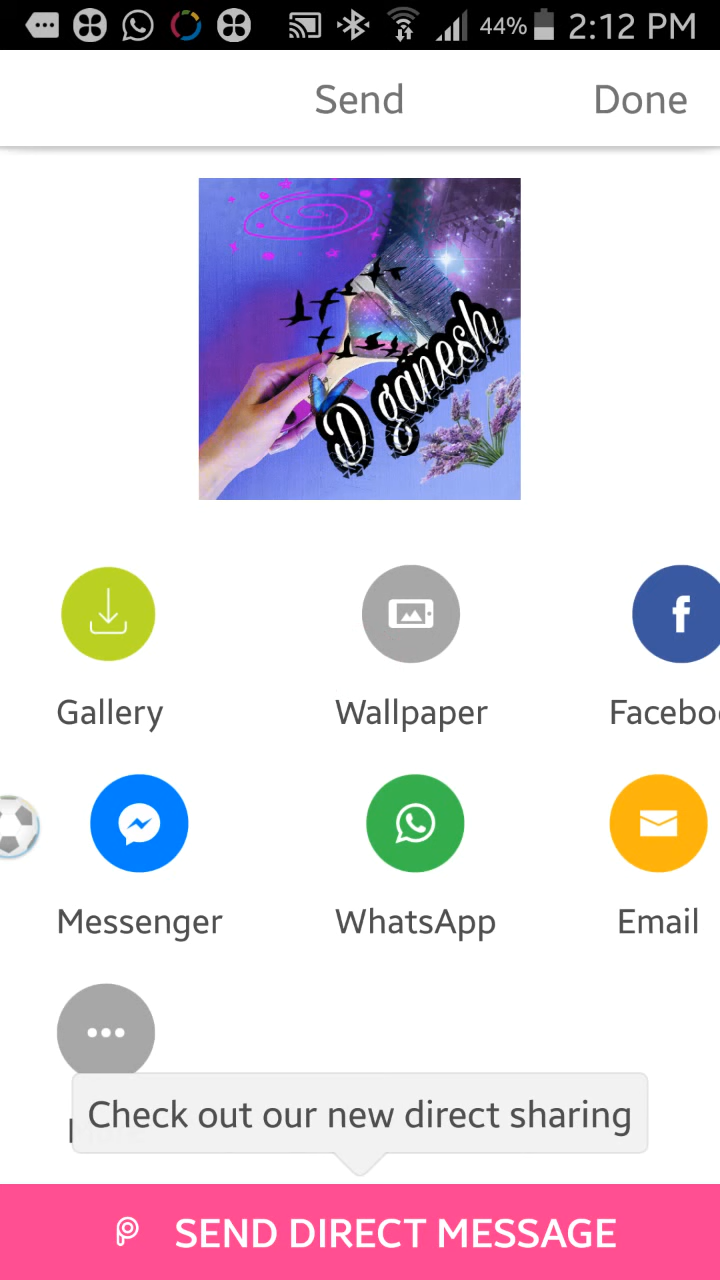 44% 2:12 PM
Send Done
D ganesh
Gallery Wallpaper Faceboo
Messenger WhatsApp Email
Check out our new direct sharing
SEND DIRECT MESSAGE